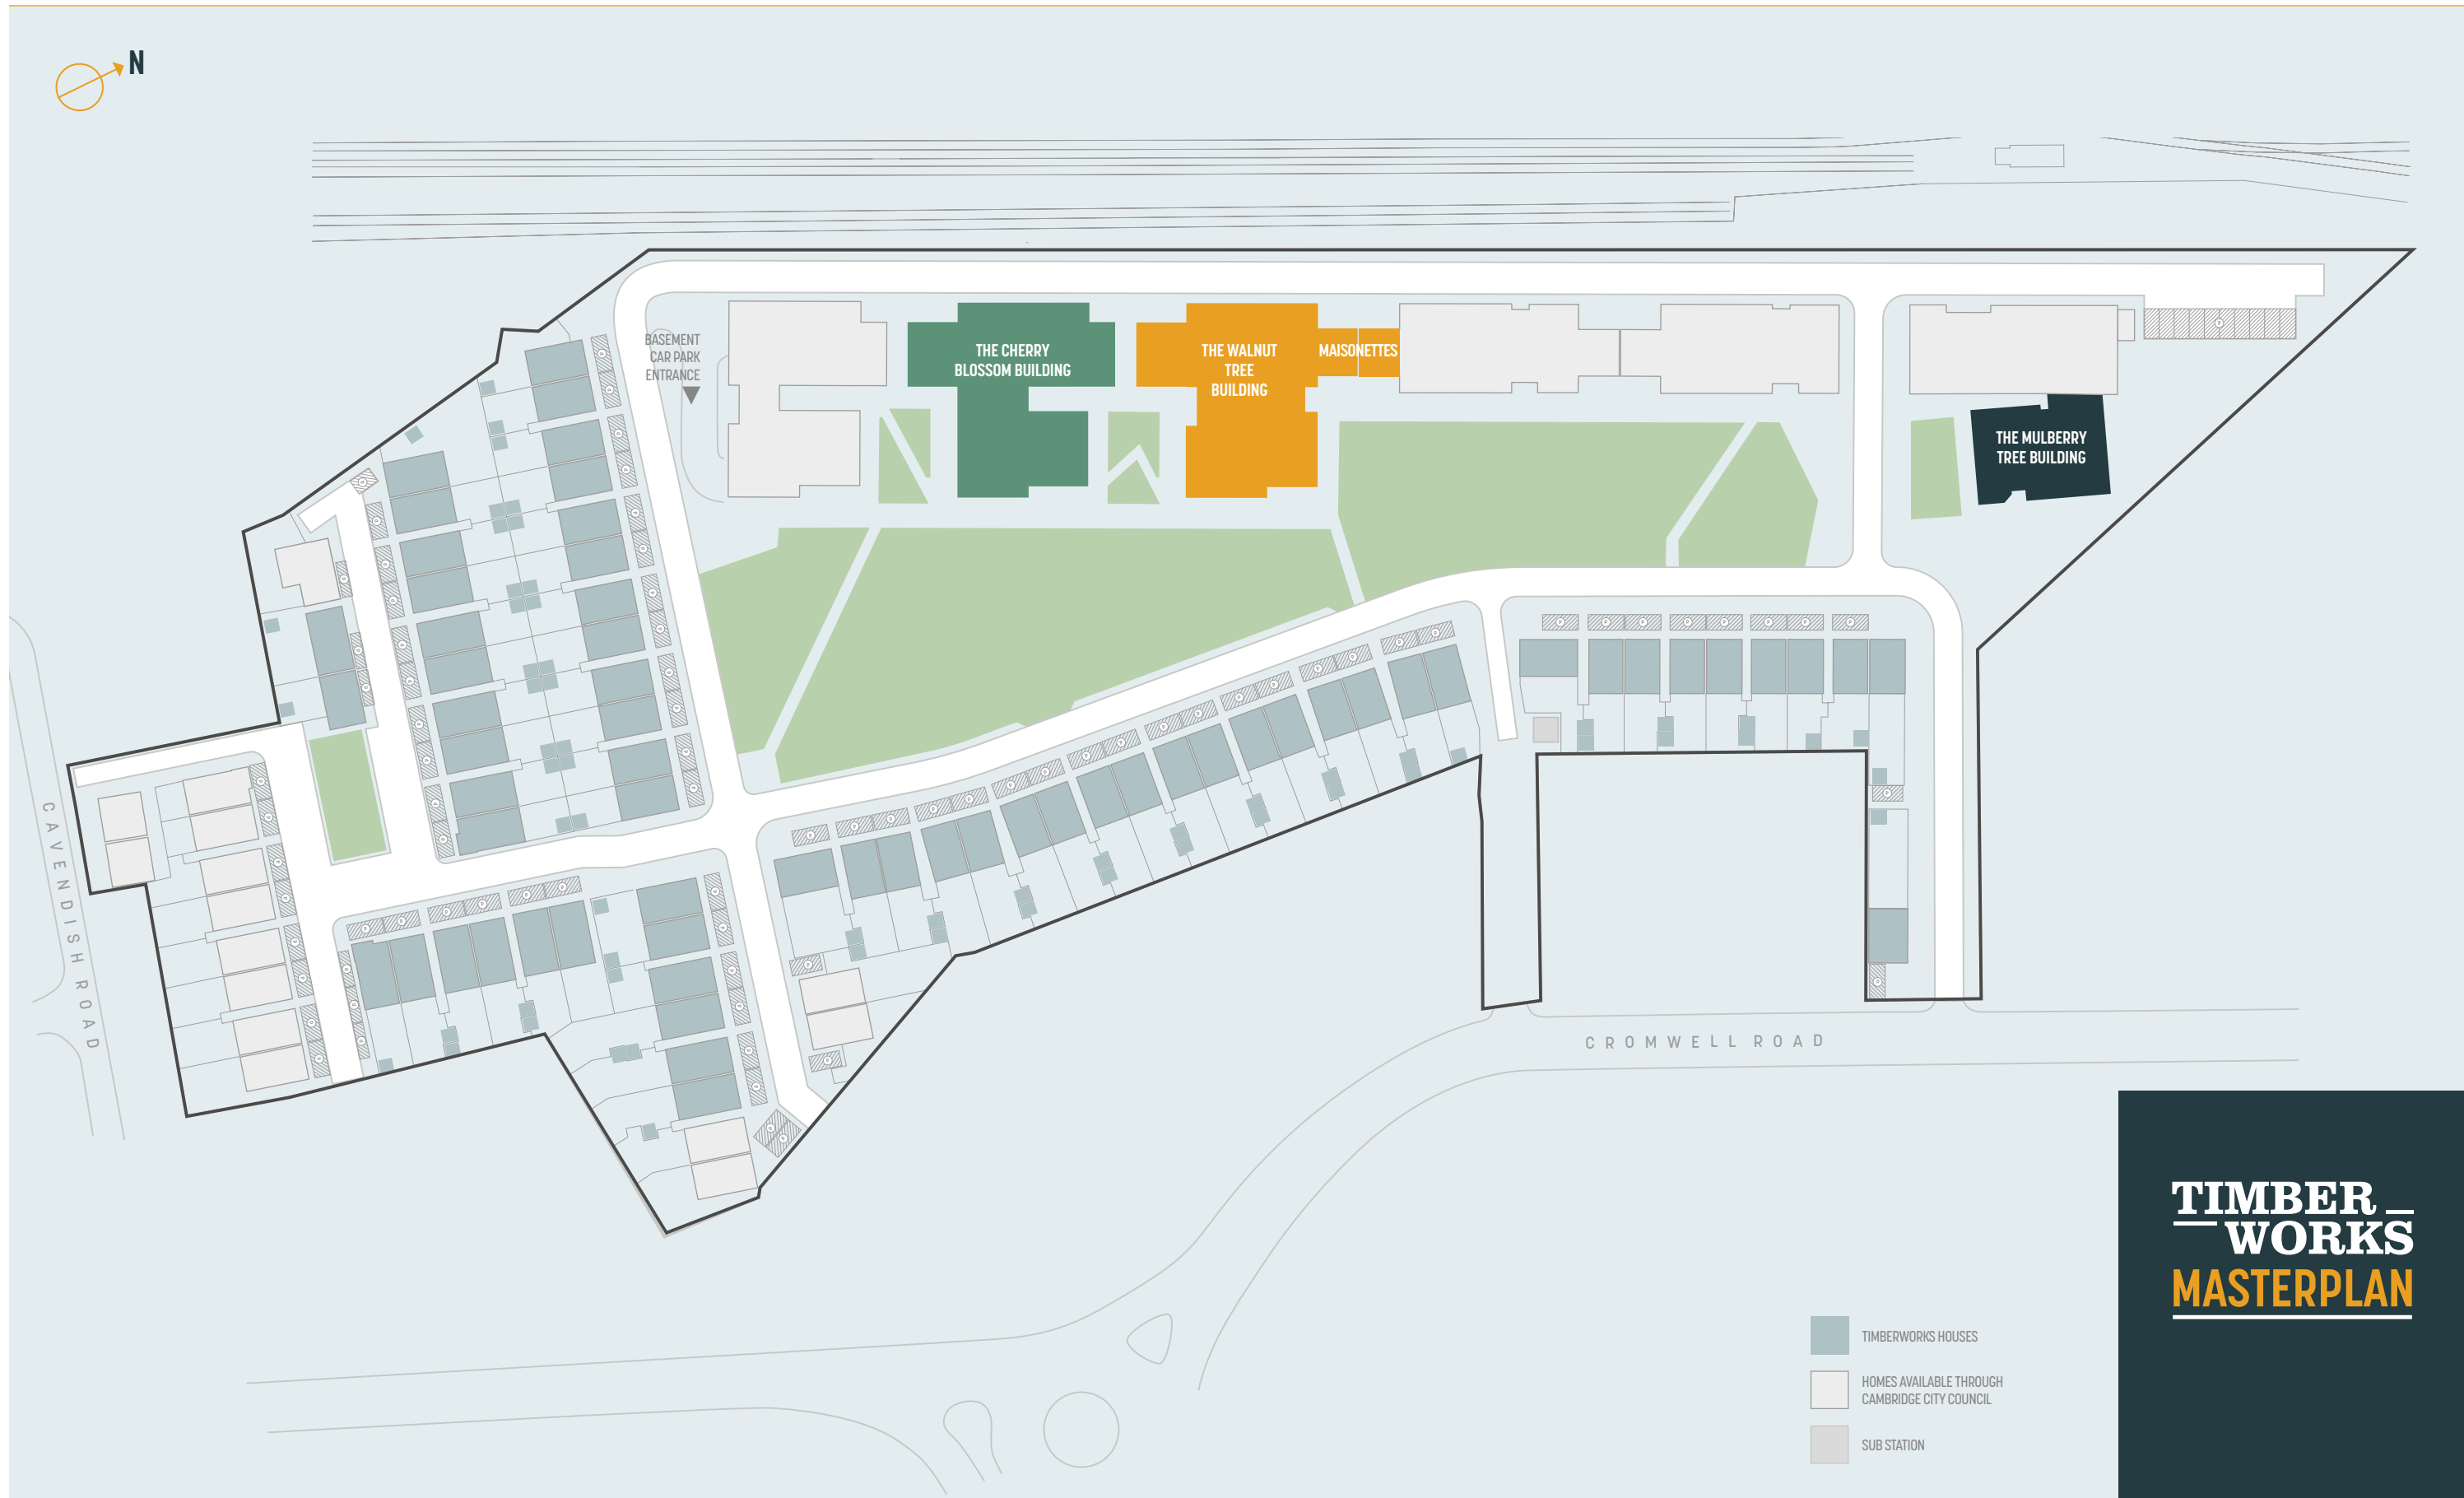 N
BASEMENT
CAR PARK
ENTRANCE
THE CHERRY
BLOSSOM BUILDING
THE WALNUT
TREE
BUILDING
MAISONETTES
THE MULBERRY
TREE BUILDING
CAVENDISH ROAD
CROMWELL ROAD
TIMBER
WORKS
MASTERPLAN
TIMBERWORKS HOUSES
HOMES AVAILABLE THROUGH
CAMBRIDGE CITY COUNCIL
SUB STATION